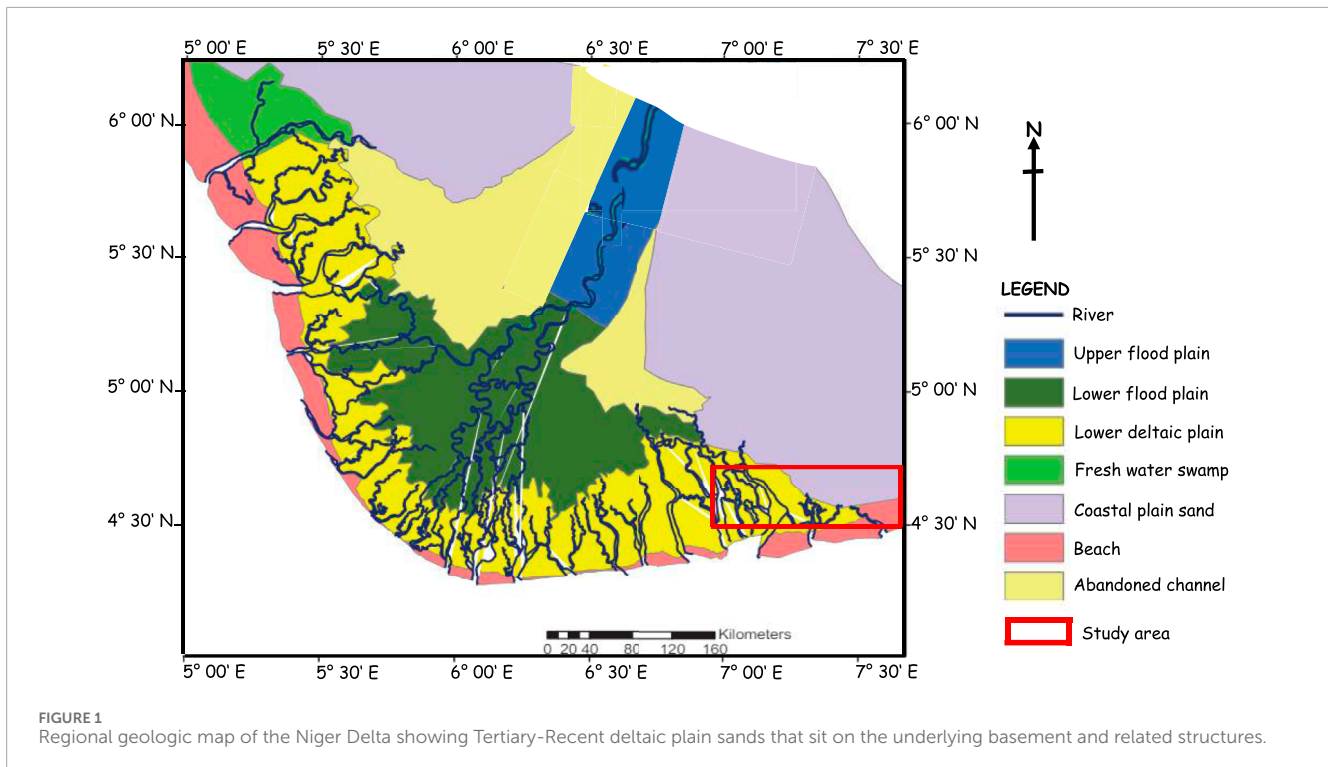 5° 00' E 5° 30' E 6° 00' E 6° 30' E 7° 00' E 7° 30' E
6° 00' N 6° 00' N
N
5° 30' N 5° 30' N
LEGEND
River
Upper flood plain
5° 00' N 5° 00' N
Lower flood plain
Lower deltaic plain
Fresh water swamp
4° 30' N 4° 30' N
Coastal plain sand
Beach
Abandoned channel
Study area
Kilometers
0 20 40 80 120 160
5° 00' E 5° 30' E 6° 00' E 6° 30' E 7° 00' E 7° 30' E
FIGURE 1
Regional geologic map of the Niger Delta showing Tertiary-Recent deltaic plain sands that sit on the underlying basement and related structures.